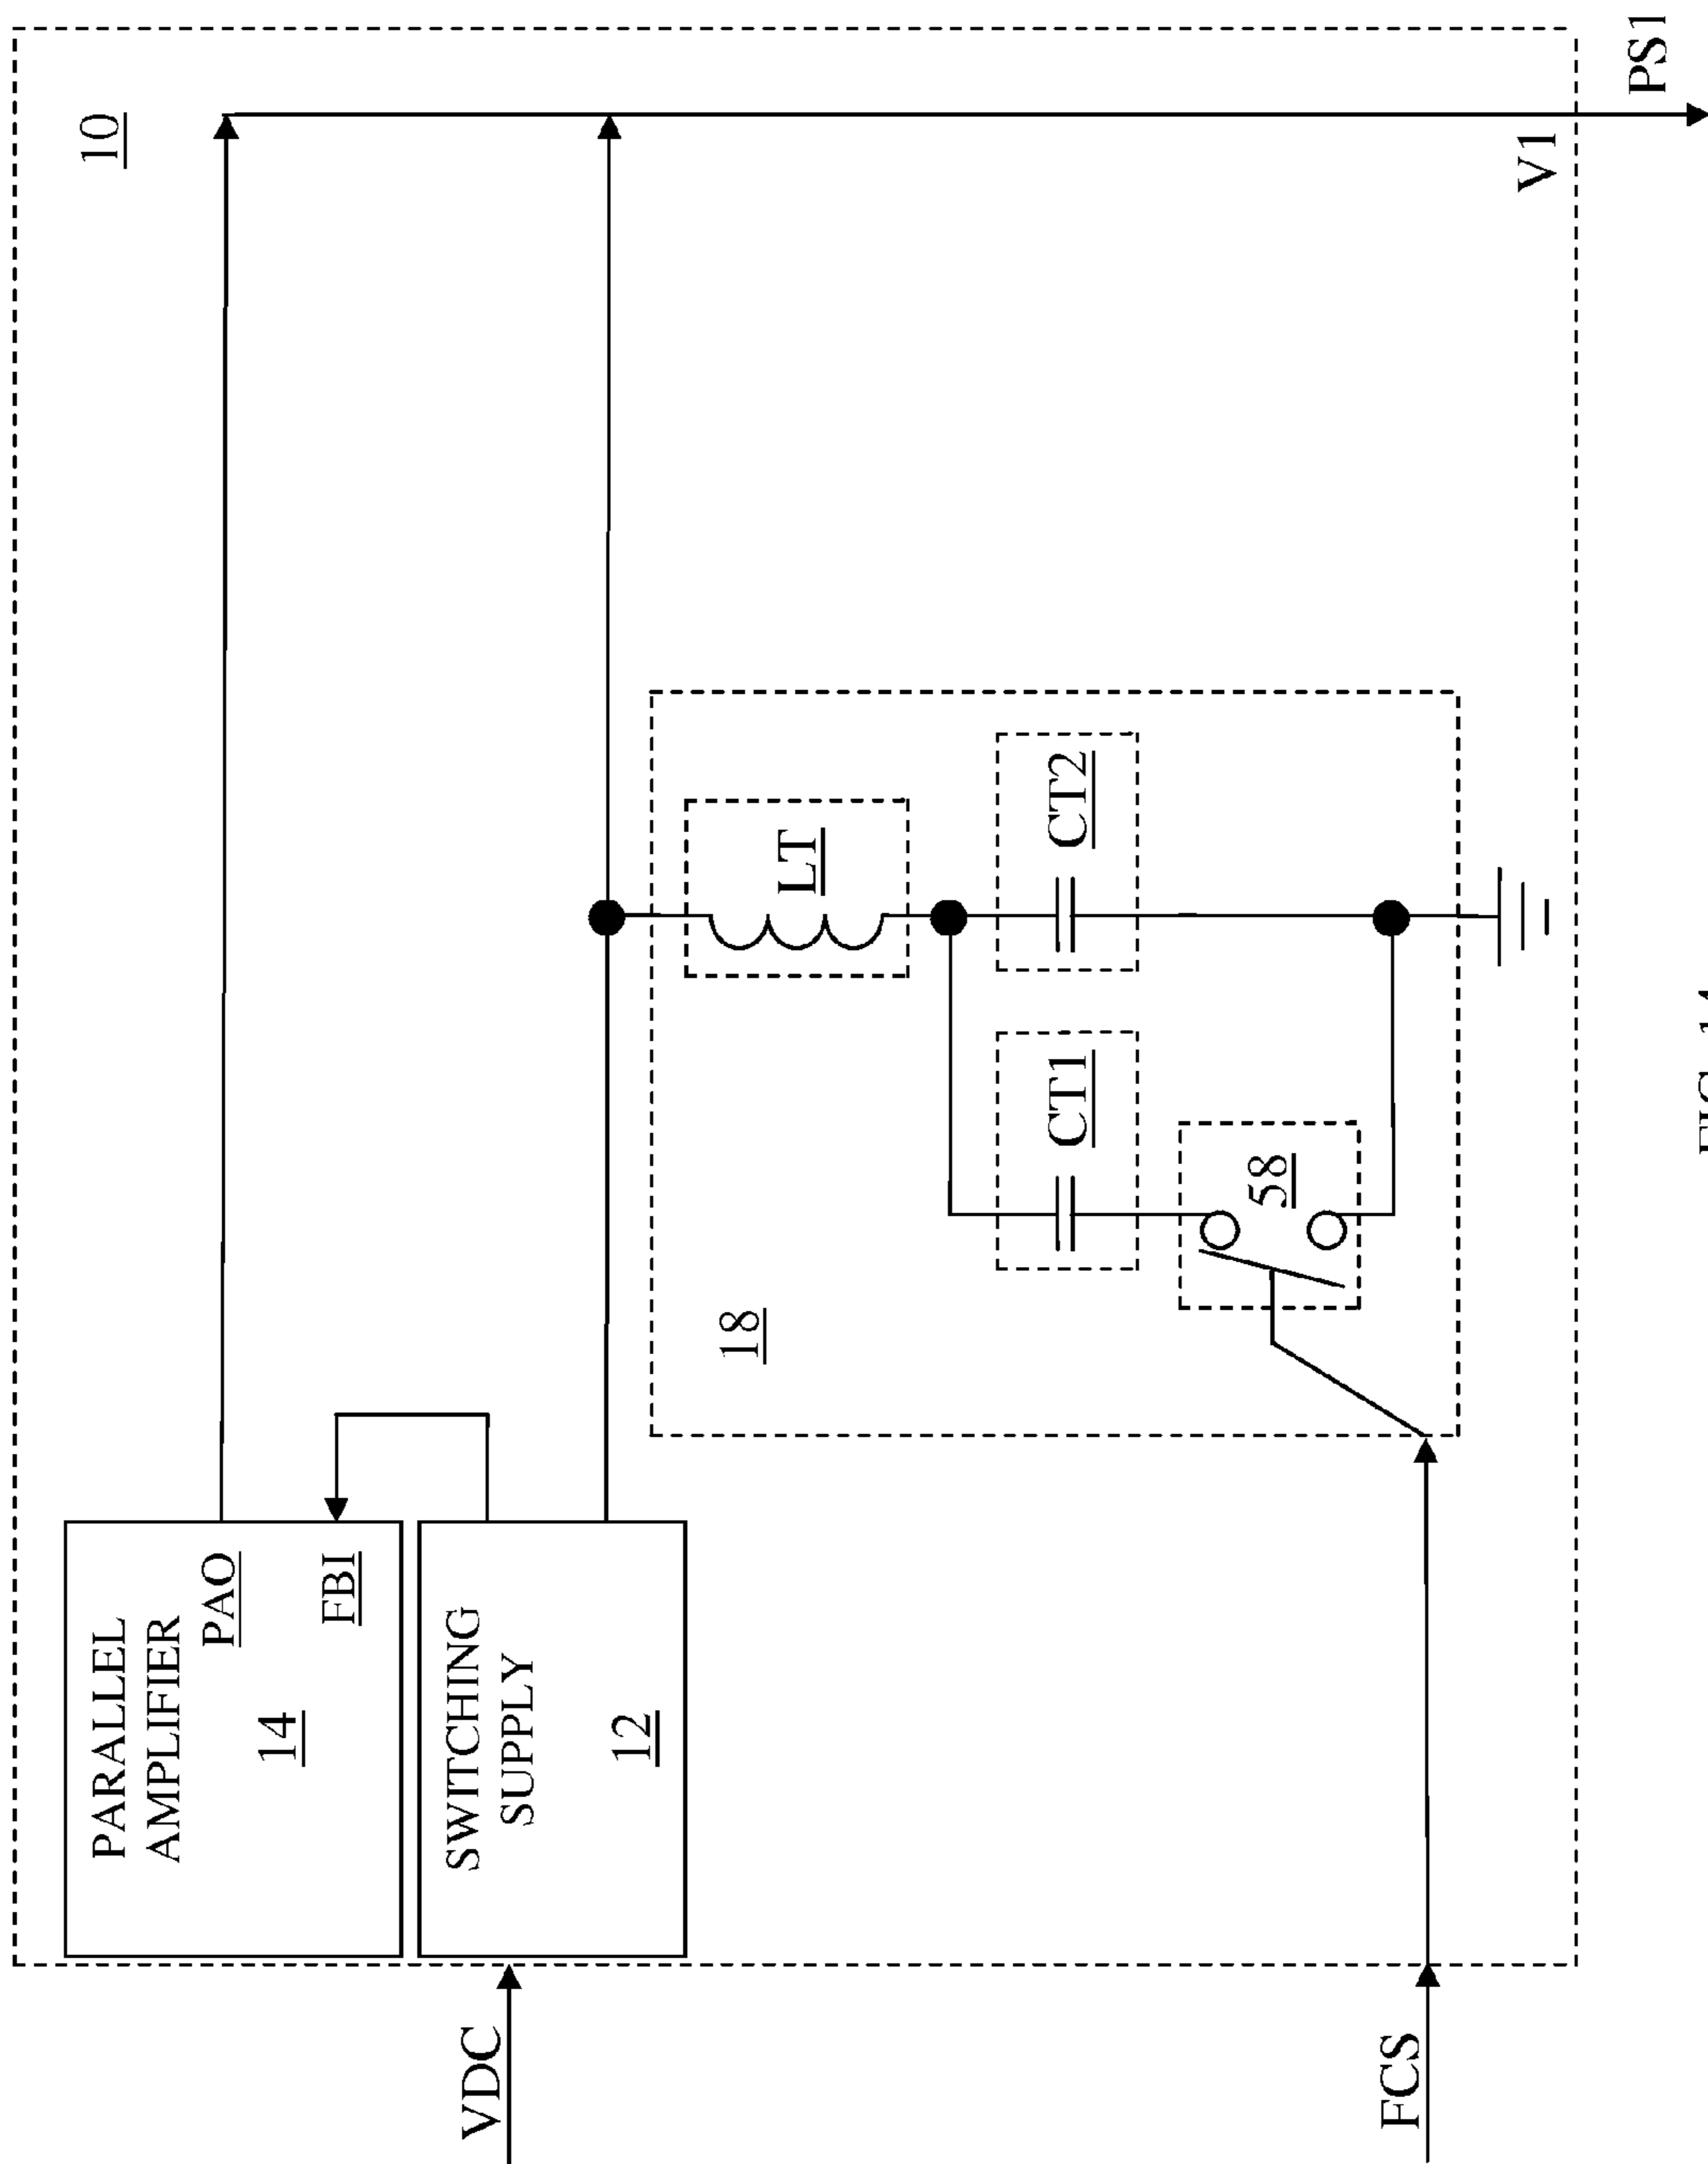 10
PARALLEL
AMPLIFIER
PAO
14
FBI
SWITCHING
SUPPLY
12
VDC
18
LT
CT1
CT2
58
FCS
V1
PS1